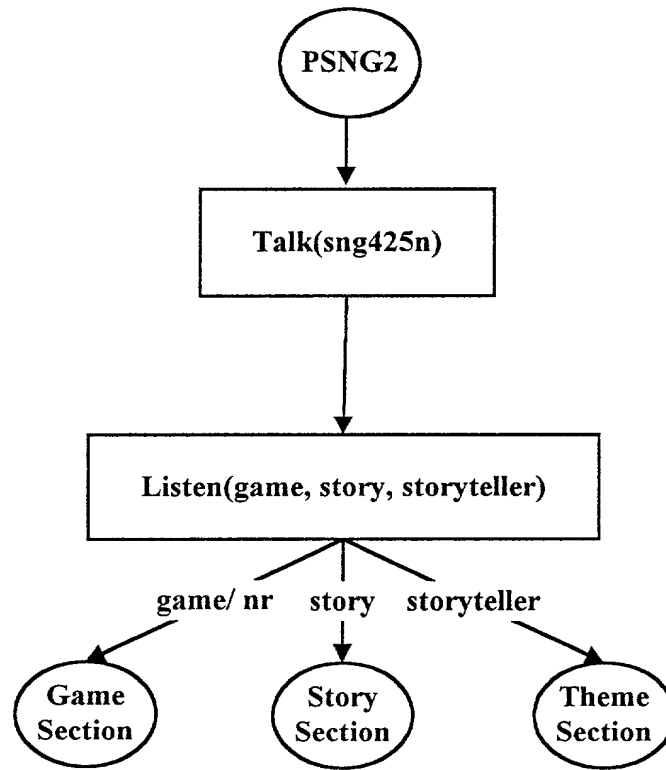 PSNG2
Talk(sng425n)
Listen(game, story, storyteller)
game/ nr story storyteller
Game
Section
Story
Section
Theme
Section